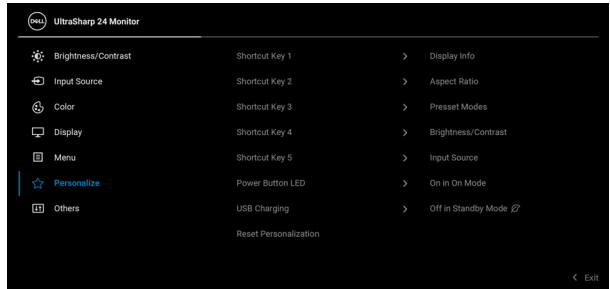 DELL UltraSharp 24 Monitor
Brightness/Contrast Shortcut Key 1 > Display Info
Input Source Shortcut Key 2 > Aspect Ratio
Color Shortcut Key 3 > Presset Modes
Display Shortcut Key 4 > Brightness/Contrast
Menu Shortcut Key 5 > Input Source
Personalize Power Button LED > On in On Mode
Others USB Charging > Off in Standby Mode
Reset Personalization
< Exit